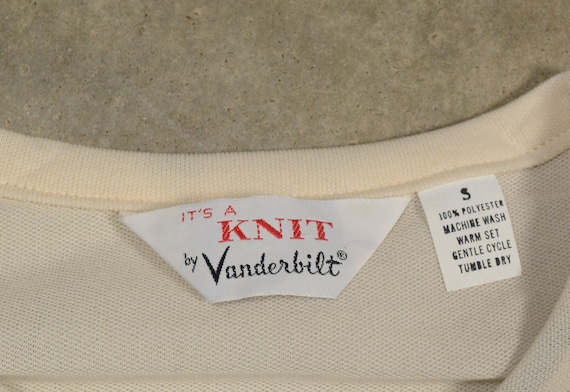 IT'S A
KNIT
by Vanderbilt®
S
100% POLYESTER
MACHINE WASH
WARM SET
GENTLE CYCLE
TUMBLE DRY